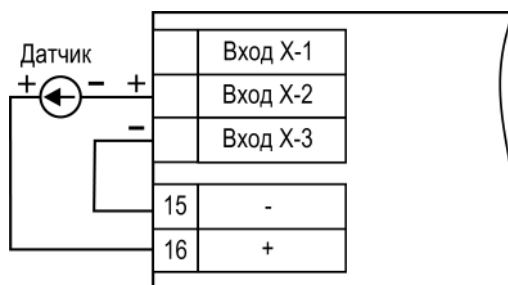 Датчик
Вход X-1
+ − + Вход X-2
− Вход X-3
15 -
16 +